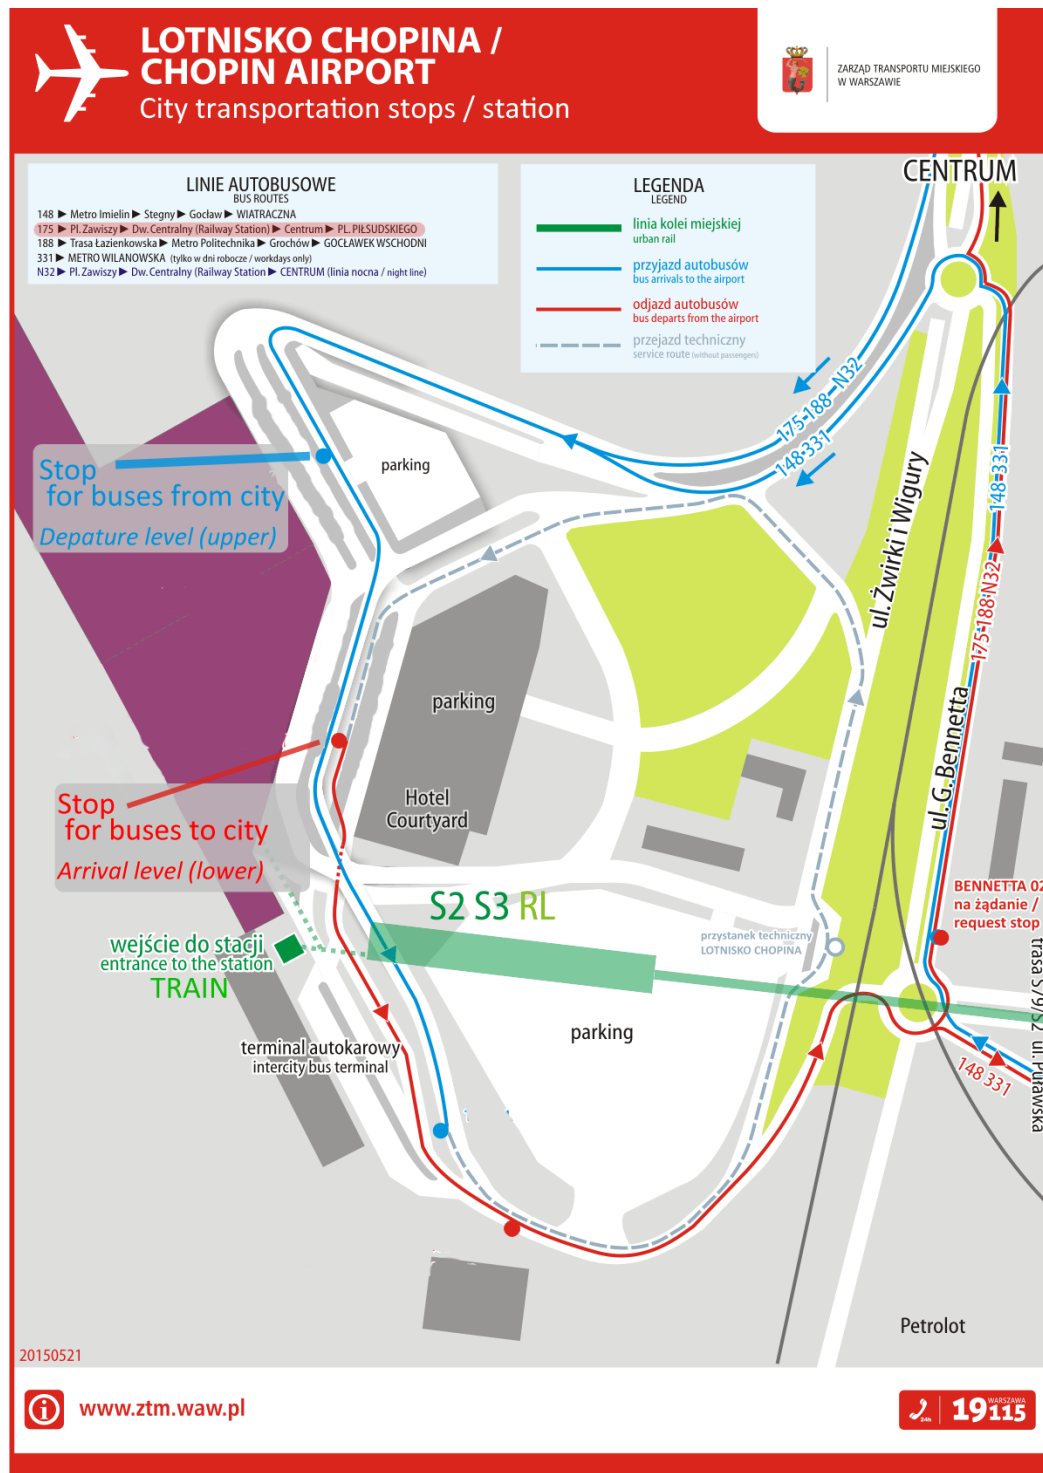 LOTNISKO CHOPINA /
CHOPIN AIRPORT
City transportation stops / station
ZARZĄD TRANSPORTU MIEJSKIEGO
W WARSZAWIE
LINIE AUTOBUSOWE
BUS ROUTES
148 ► Metro Imielin ► Stegny ► Gocław ► WIATRACZNA
175 ► Pl. Zawiszy ► Dw. Centralny (Railway Station) ► Centrum ► PL. PIŁSUDSKIEGO
188 ► Trasa Łazienkowska ► Metro Politechnika ► Grochów ► GOCŁAWEK WSCHODNI
331 ► METRO WILANOWSKA (tylko w dni robocze / workdays only)
N32 ► Pl. Zawiszy ► Dw. Centralny (Railway Station ► CENTRUM (linia nocna / night line)
LEGENDA
LEGEND
linia kolei miejskiej
urban rail
przyjazd autobusów
bus arrivals to the airport
odjazd autobusów
bus departs from the airport
przejazd techniczny
service route (without passengers)
CENTRUM
175-188-N32
148-331
parking
Stop
for buses from city
Depature level (upper)
148-331
ul. Żwirki i Wigury
175-188-N32
parking
ul. G. Bennetta
Hotel
Courtyard
Stop
for buses to city
Arrival level (lower)
BENNETTA 02
na żądanie /
request stop
S2 S3 RL
przystanek techniczny
LOTNISKO CHOPINA
wejście do stacji
entrance to the station
TRAIN
trasa S79/S2 ul. Puławska
parking
terminal autokarowy
intercity bus terminal
148 331
Petrolot
20150521
www.ztm.waw.pl
24h
19115
WARSZAWA